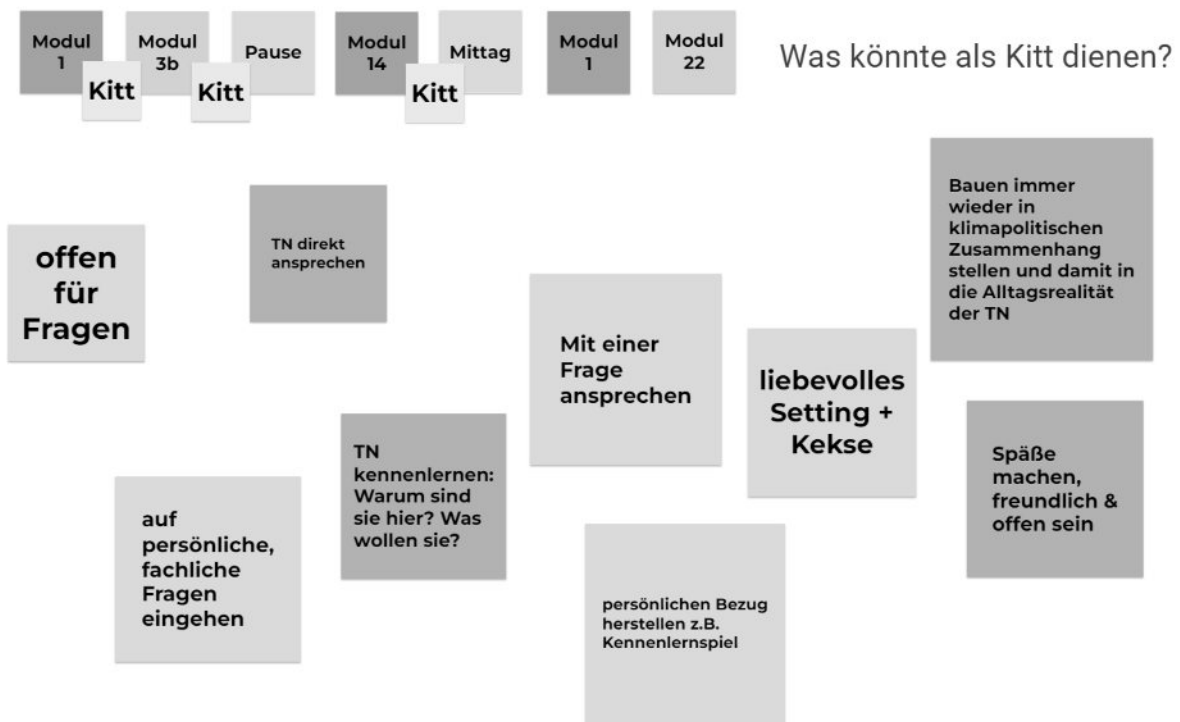 Modul
1
Modul
3b
Pause
Modul
14
Mittag
Modul
1
Modul
22
Was könnte als Kitt dienen?
Kitt
Kitt
Kitt
offen
für
Fragen
TN direkt
ansprechen
Bauen immer
wieder in
klimapolitischen
Zusammenhang
stellen und damit in
die Alltagsrealität
der TN
Mit einer
Frage
ansprechen
liebevolles
Setting +
Kekse
TN
kennenlernen:
Warum sind
sie hier? Was
wollen sie?
Späße
machen,
freundlich &
offen sein
auf
persönliche,
fachliche
Fragen
eingehen
persönlichen Bezug
herstellen z.B.
Kennenlernspiel